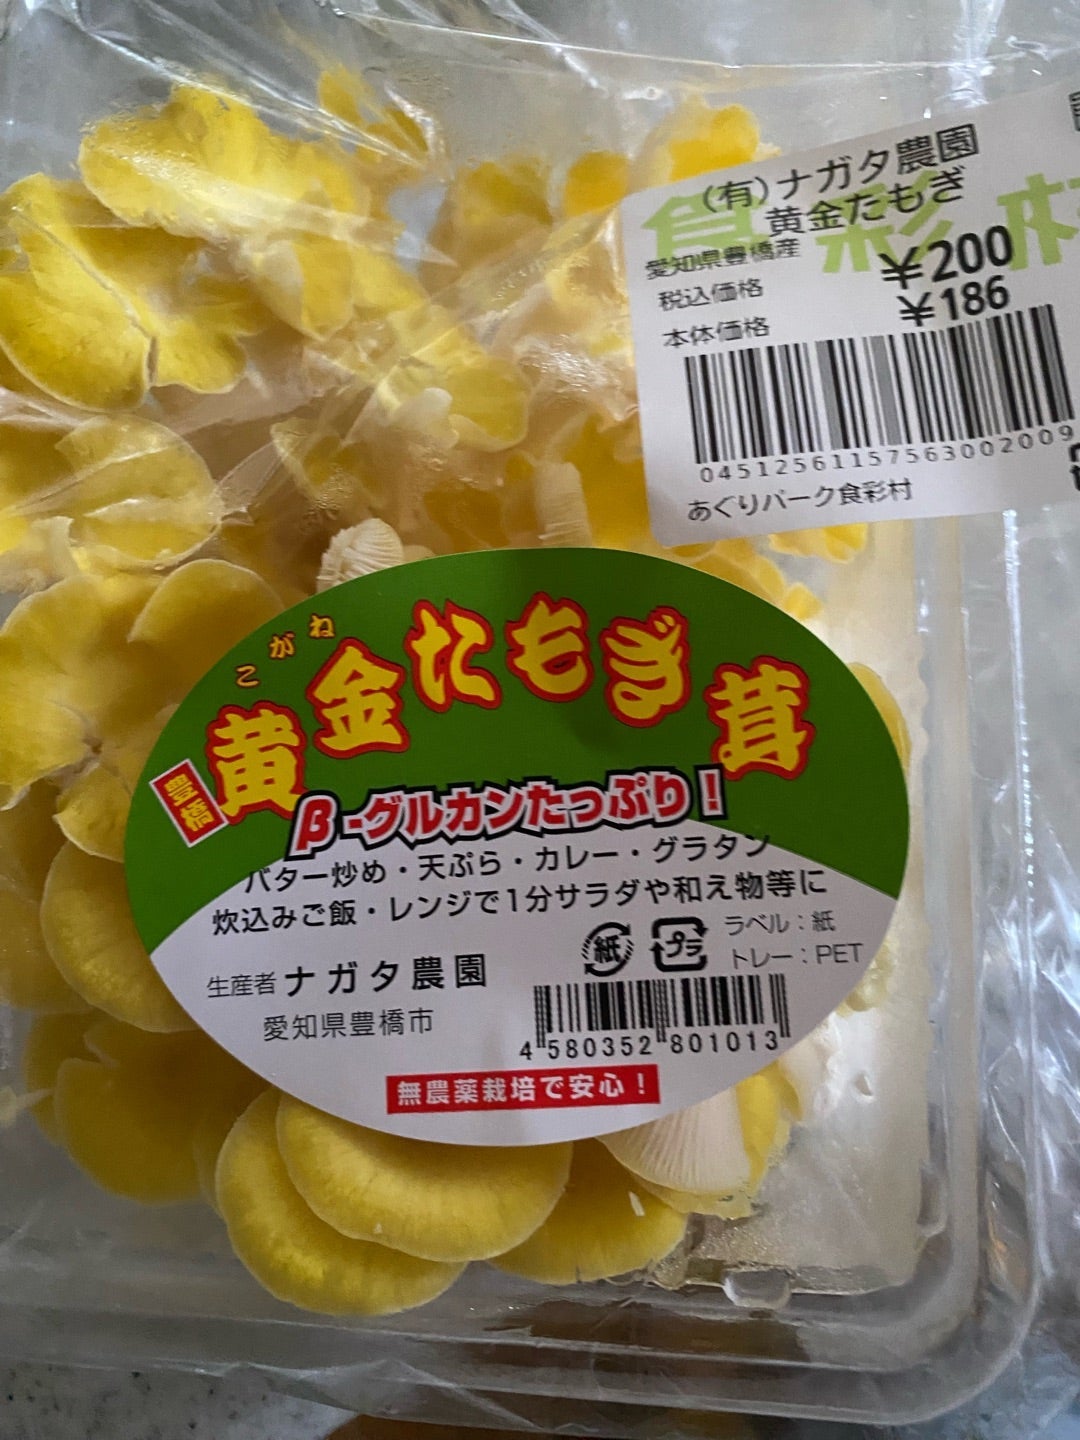 (有)ナガタ農園
黄金たもぎ
愛知県豊橋産
税込価格 ¥200
本体価格 ¥186
04512561157563002009
あぐりパーク食彩村
こがね
黄金たもぎ茸
豊橋
β-グルカンたっぷり!
バター炒め・天ぷら・カレー・グラタン
炊込みご飯・レンジで1分サラダや和え物等に
紙 プラ
ラベル:紙
トレー:PET
生産者 ナガタ農園
愛知県豊橋市
4 580352 801013
無農薬栽培で安心!